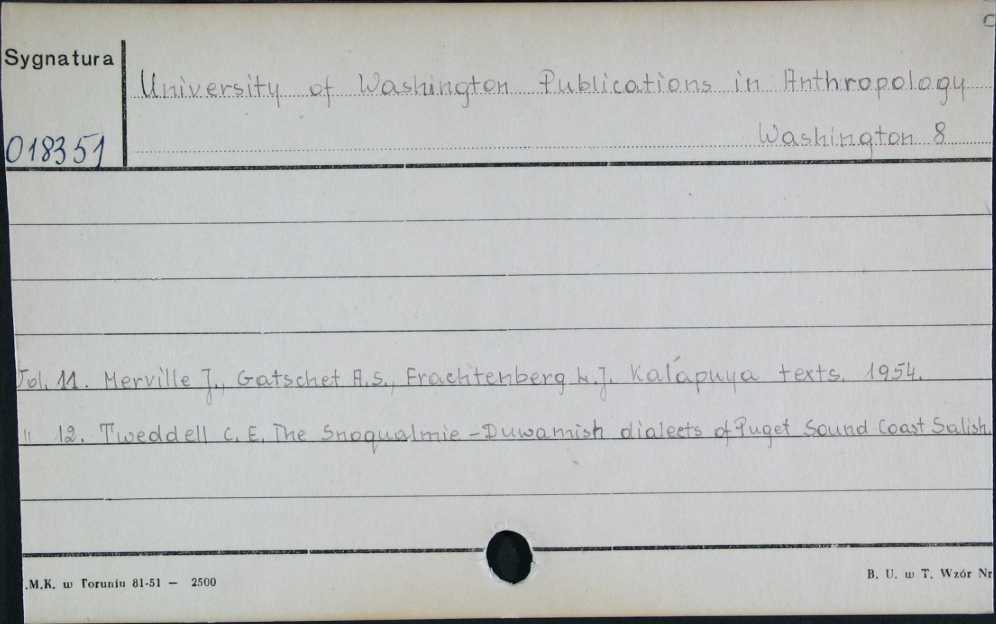 Sygnatura
University of Washington Publications in Anthropology
018351
Washington 8
Vol. 11. Merville J., Gatschet A.S., Frachtenberg L.J. Kalápuya texts. 1954.
" 12. Tweddell C.E. The Snoqualmie-Duwamish dialects of Puget Sound Coast Salish.
.M.K. w Toruniu 81-51 — 2500
B. U. w T. Wzór Nr